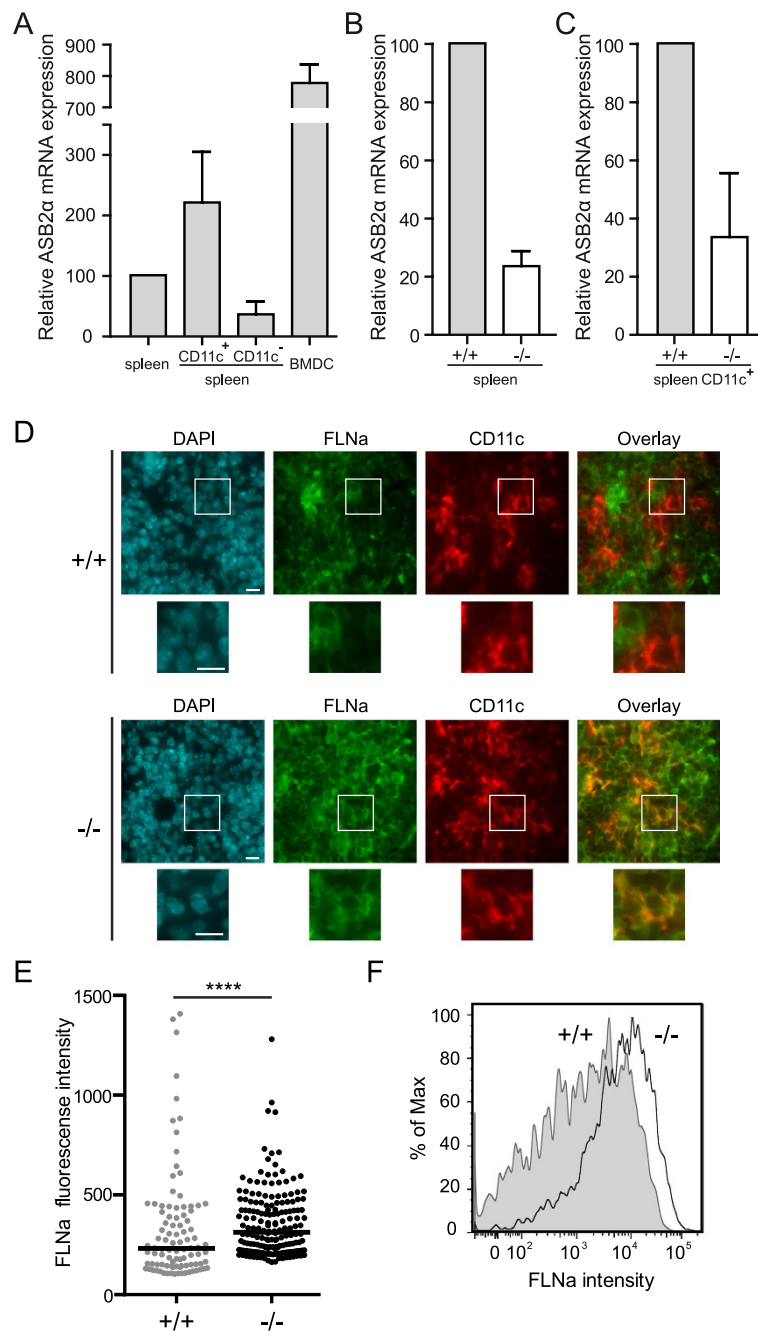 A
Relative ASB2α mRNA expression
900
800
700
300
200
100
0
spleen
CD11c+
CD11c-
spleen
BMDC
B
Relative ASB2α mRNA expression
100
80
60
40
20
0
+/+
-/-
spleen
C
Relative ASB2α mRNA expression
100
80
60
40
20
0
+/+
-/-
spleen CD11c+
D
DAPI FLNa CD11c Overlay
+/+
DAPI FLNa CD11c Overlay
-/-
E
FLNa fluorescense intensity
1500
1000
500
0
****
+/+
-/-
F
% of Max
100
80
60
40
20
0
+/+
-/-
0 10² 10³ 10⁴ 10⁵
FLNa intensity